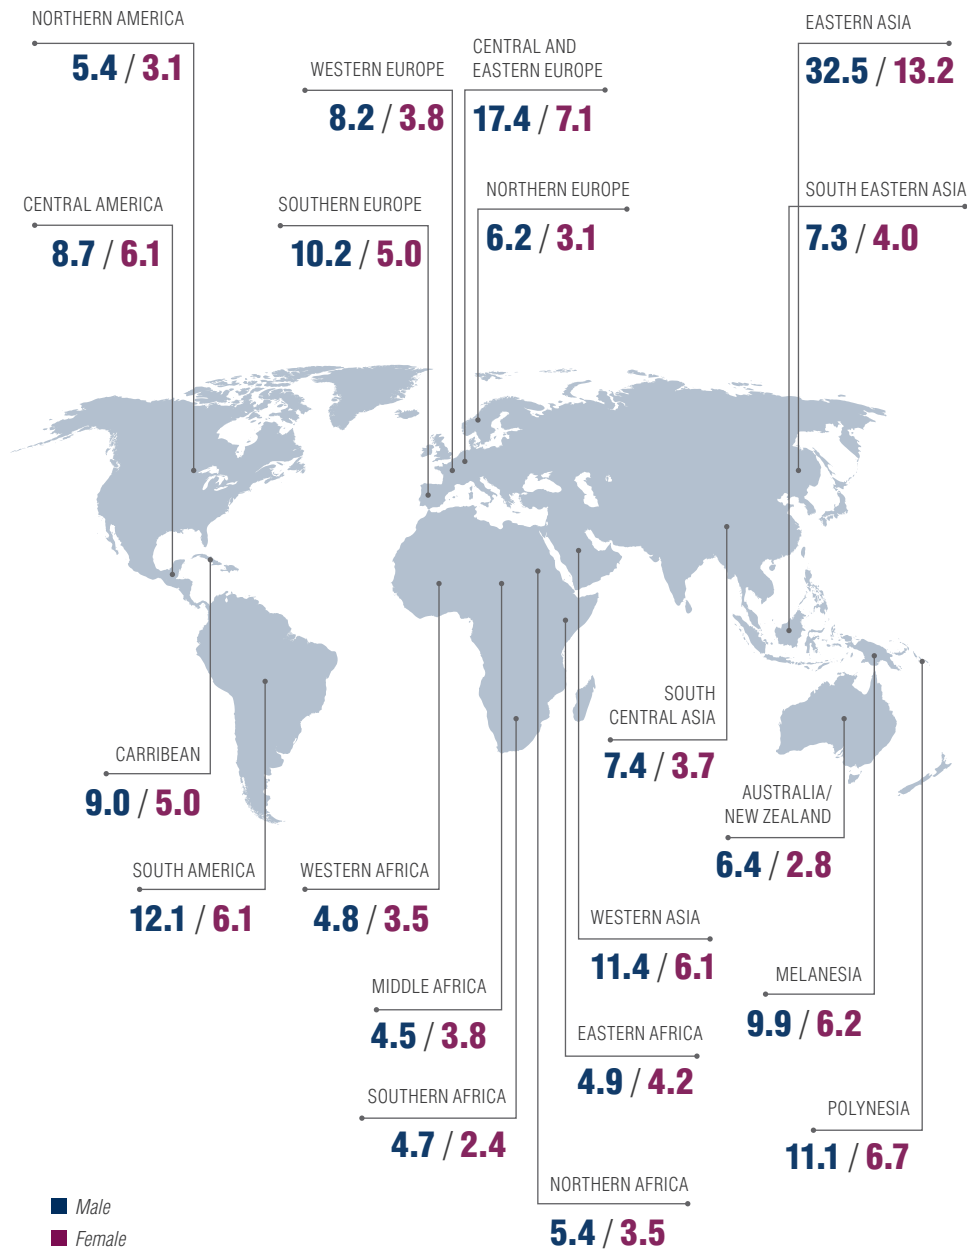 NORTHERN AMERICA
5.4 / 3.1
WESTERN EUROPE
8.2 / 3.8
CENTRAL AND
EASTERN EUROPE
17.4 / 7.1
EASTERN ASIA
32.5 / 13.2
CENTRAL AMERICA
8.7 / 6.1
SOUTHERN EUROPE
10.2 / 5.0
NORTHERN EUROPE
6.2 / 3.1
SOUTH EASTERN ASIA
7.3 / 4.0
CARRIBEAN
9.0 / 5.0
SOUTH
CENTRAL ASIA
7.4 / 3.7
AUSTRALIA/
NEW ZEALAND
6.4 / 2.8
SOUTH AMERICA
12.1 / 6.1
WESTERN AFRICA
4.8 / 3.5
WESTERN ASIA
11.4 / 6.1
MIDDLE AFRICA
4.5 / 3.8
MELANESIA
9.9 / 6.2
EASTERN AFRICA
4.9 / 4.2
SOUTHERN AFRICA
4.7 / 2.4
POLYNESIA
11.1 / 6.7
NORTHERN AFRICA
5.4 / 3.5
Male
Female